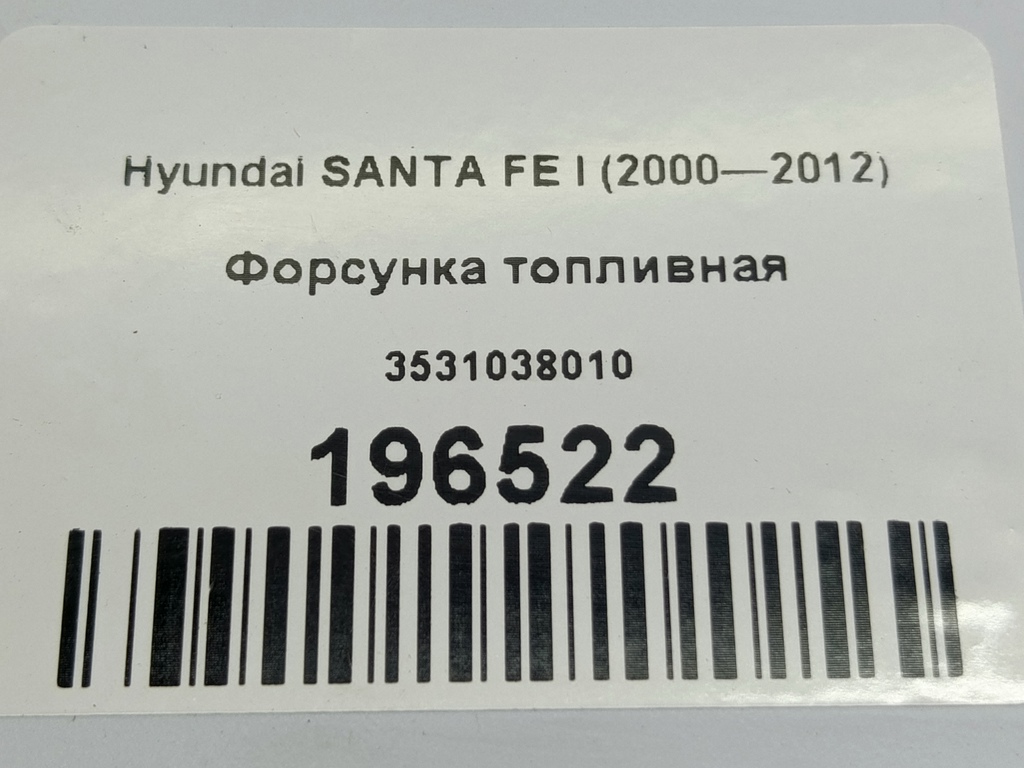 Hyundai SANTA FE I (2000—2012)
Форсунка топливная
3531038010
196522